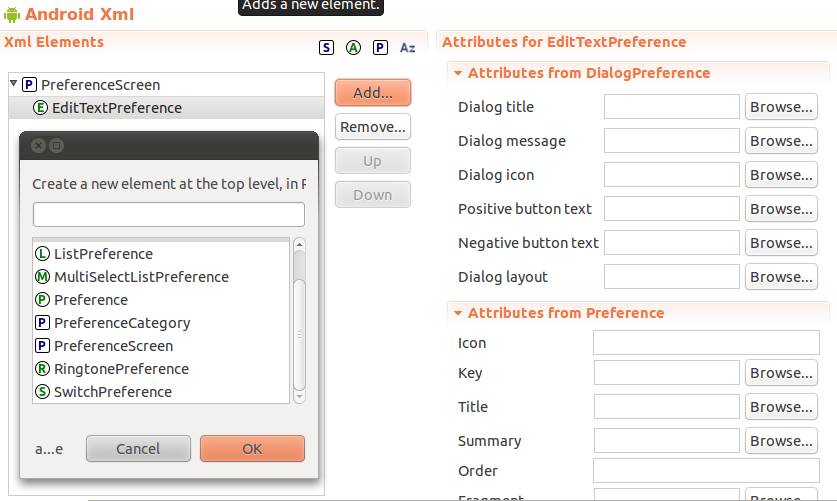 Adds a new element.
Android Xml
Xml Elements
S A P Az
PreferenceScreen
EditTextPreference
Add...
Remove...
Up
Down
Create a new element at the top level, in
ListPreference
MultiSelectListPreference
Preference
PreferenceCategory
PreferenceScreen
RingtonePreference
SwitchPreference
a...e
Cancel
OK
Attributes for EditTextPreference
Attributes from DialogPreference
Dialog title Browse...
Dialog message Browse...
Dialog icon Browse...
Positive button text Browse...
Negative button text Browse...
Dialog layout Browse...
Attributes from Preference
Icon
Key Browse...
Title Browse...
Summary Browse...
Order
Fragment Browse...